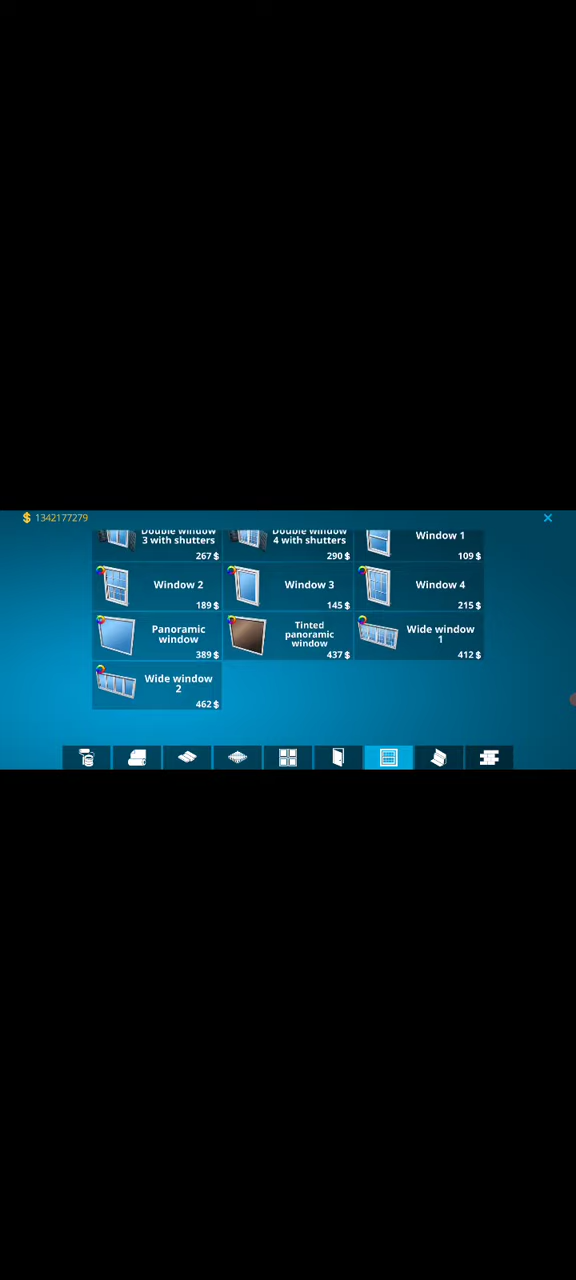 $ 1342177279
Double window
3 with shutters
267 $
Double window
4 with shutters
290 $
Window 1
109 $
Window 2
189 $
Window 3
145 $
Window 4
215 $
Panoramic
window
389 $
Tinted
panoramic
window
437 $
Wide window
1
412 $
Wide window
2
462 $